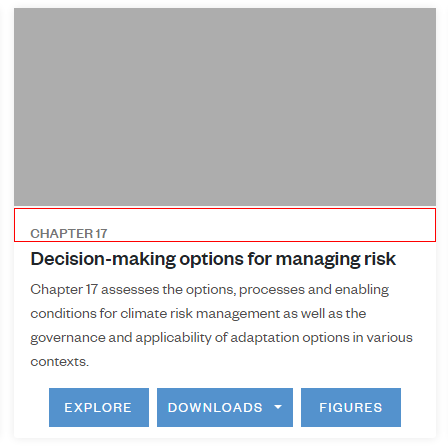 CHAPTER 17
Decision-making options for managing risk
Chapter 17 assesses the options, processes and enabling
conditions for climate risk management as well as the
governance and applicability of adaptation options in various
contexts.
EXPLORE DOWNLOADS FIGURES